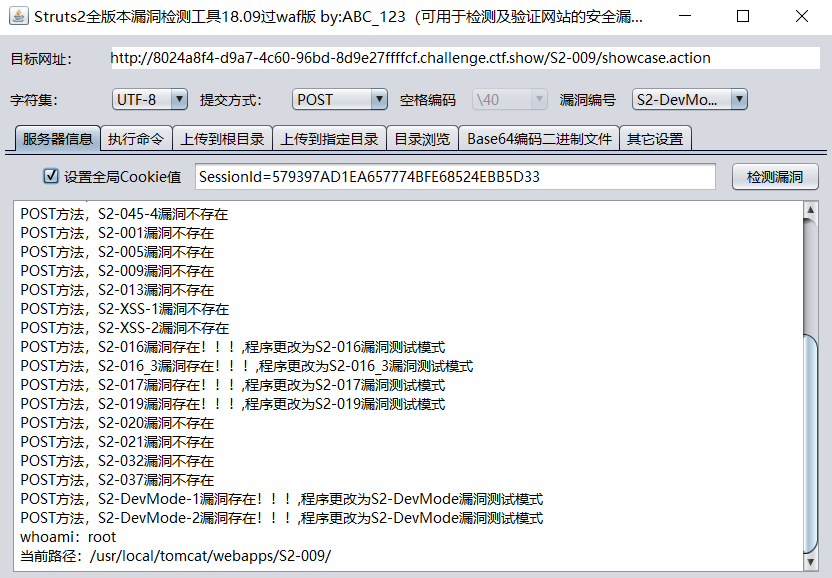 Struts2全版本漏洞检测工具18.09过waf版 by:ABC_123（可用于检测及验证网站的安全漏...
目标网址： http://8024a8f4-d9a7-4c60-96bd-8d9e27ffffcf.challenge.ctf.show/S2-009/showcase.action
字符集： UTF-8 提交方式： POST 空格编码 \40 漏洞编号 S2-DevMo...
服务器信息 执行命令 上传到根目录 上传到指定目录 目录浏览 Base64编码二进制文件 其它设置
设置全局Cookie值 SessionId=579397AD1EA657774BFE68524EBB5D33 检测漏洞
POST方法，S2-045-4漏洞不存在
POST方法，S2-001漏洞不存在
POST方法，S2-005漏洞不存在
POST方法，S2-009漏洞不存在
POST方法，S2-013漏洞不存在
POST方法，S2-XSS-1漏洞不存在
POST方法，S2-XSS-2漏洞不存在
POST方法，S2-016漏洞存在！！！,程序更改为S2-016漏洞测试模式
POST方法，S2-016_3漏洞存在！！！,程序更改为S2-016_3漏洞测试模式
POST方法，S2-017漏洞存在！！！,程序更改为S2-017漏洞测试模式
POST方法，S2-019漏洞存在！！！,程序更改为S2-019漏洞测试模式
POST方法，S2-020漏洞不存在
POST方法，S2-021漏洞不存在
POST方法，S2-032漏洞不存在
POST方法，S2-037漏洞不存在
POST方法，S2-DevMode-1漏洞存在！！！,程序更改为S2-DevMode漏洞测试模式
POST方法，S2-DevMode-2漏洞存在！！！,程序更改为S2-DevMode漏洞测试模式
whoami：root
当前路径：/usr/local/tomcat/webapps/S2-009/